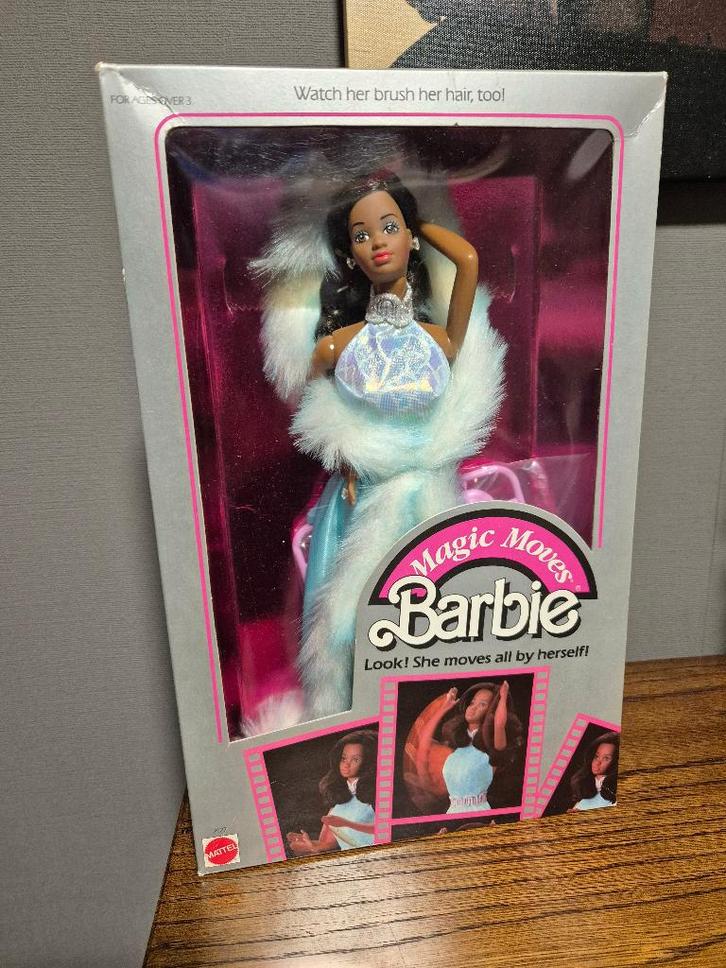 FOR AGES OVER 3
Watch her brush her hair, too!
Magic Moves
Barbie
Look! She moves all by herself!
MATTEL